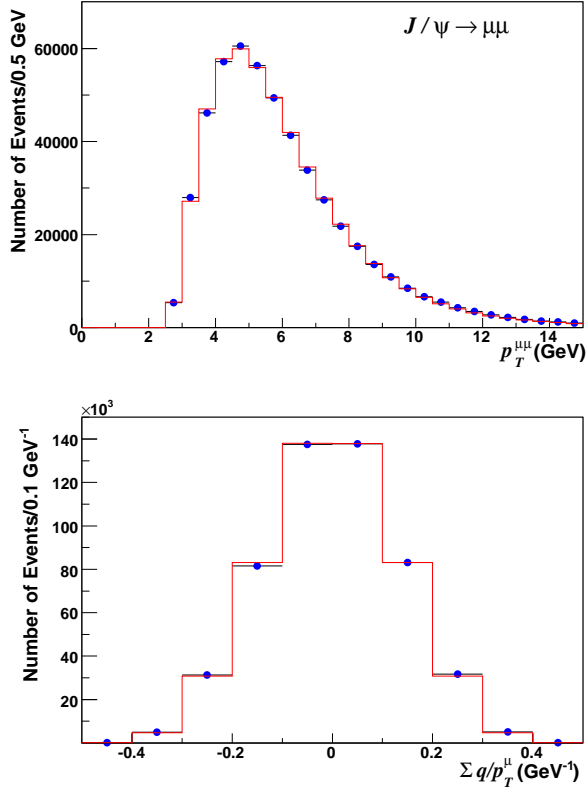 J/ψ → μμ
Number of Events/0.5 GeV
60000
40000
20000
0
0 2 4 6 8 10 12 14
p_T^μμ (GeV)
×10³
Number of Events/0.1 GeV⁻¹
140
120
100
80
60
40
20
0
-0.4 -0.2 0 0.2 0.4
Σ q/p_T^μ (GeV⁻¹)